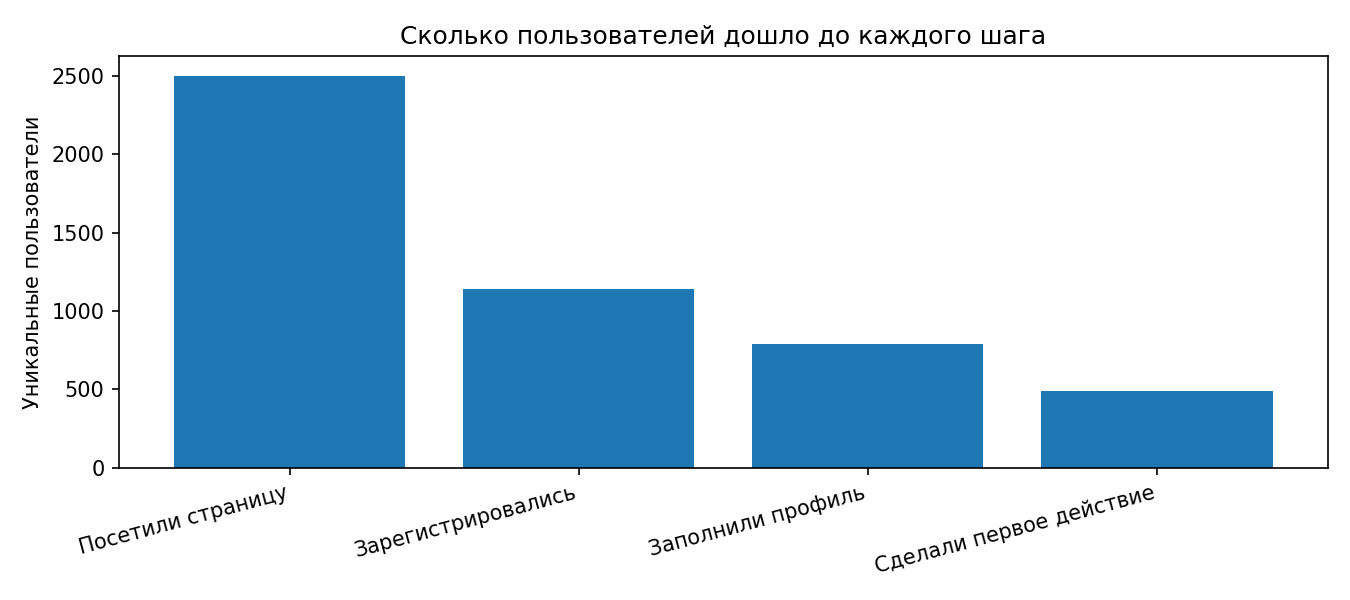 Сколько пользователей дошло до каждого шага
Уникальные пользователи
2500
2000
1500
1000
500
0
Посетили страницу
Зарегистрировались
Заполнили профиль
Сделали первое действие